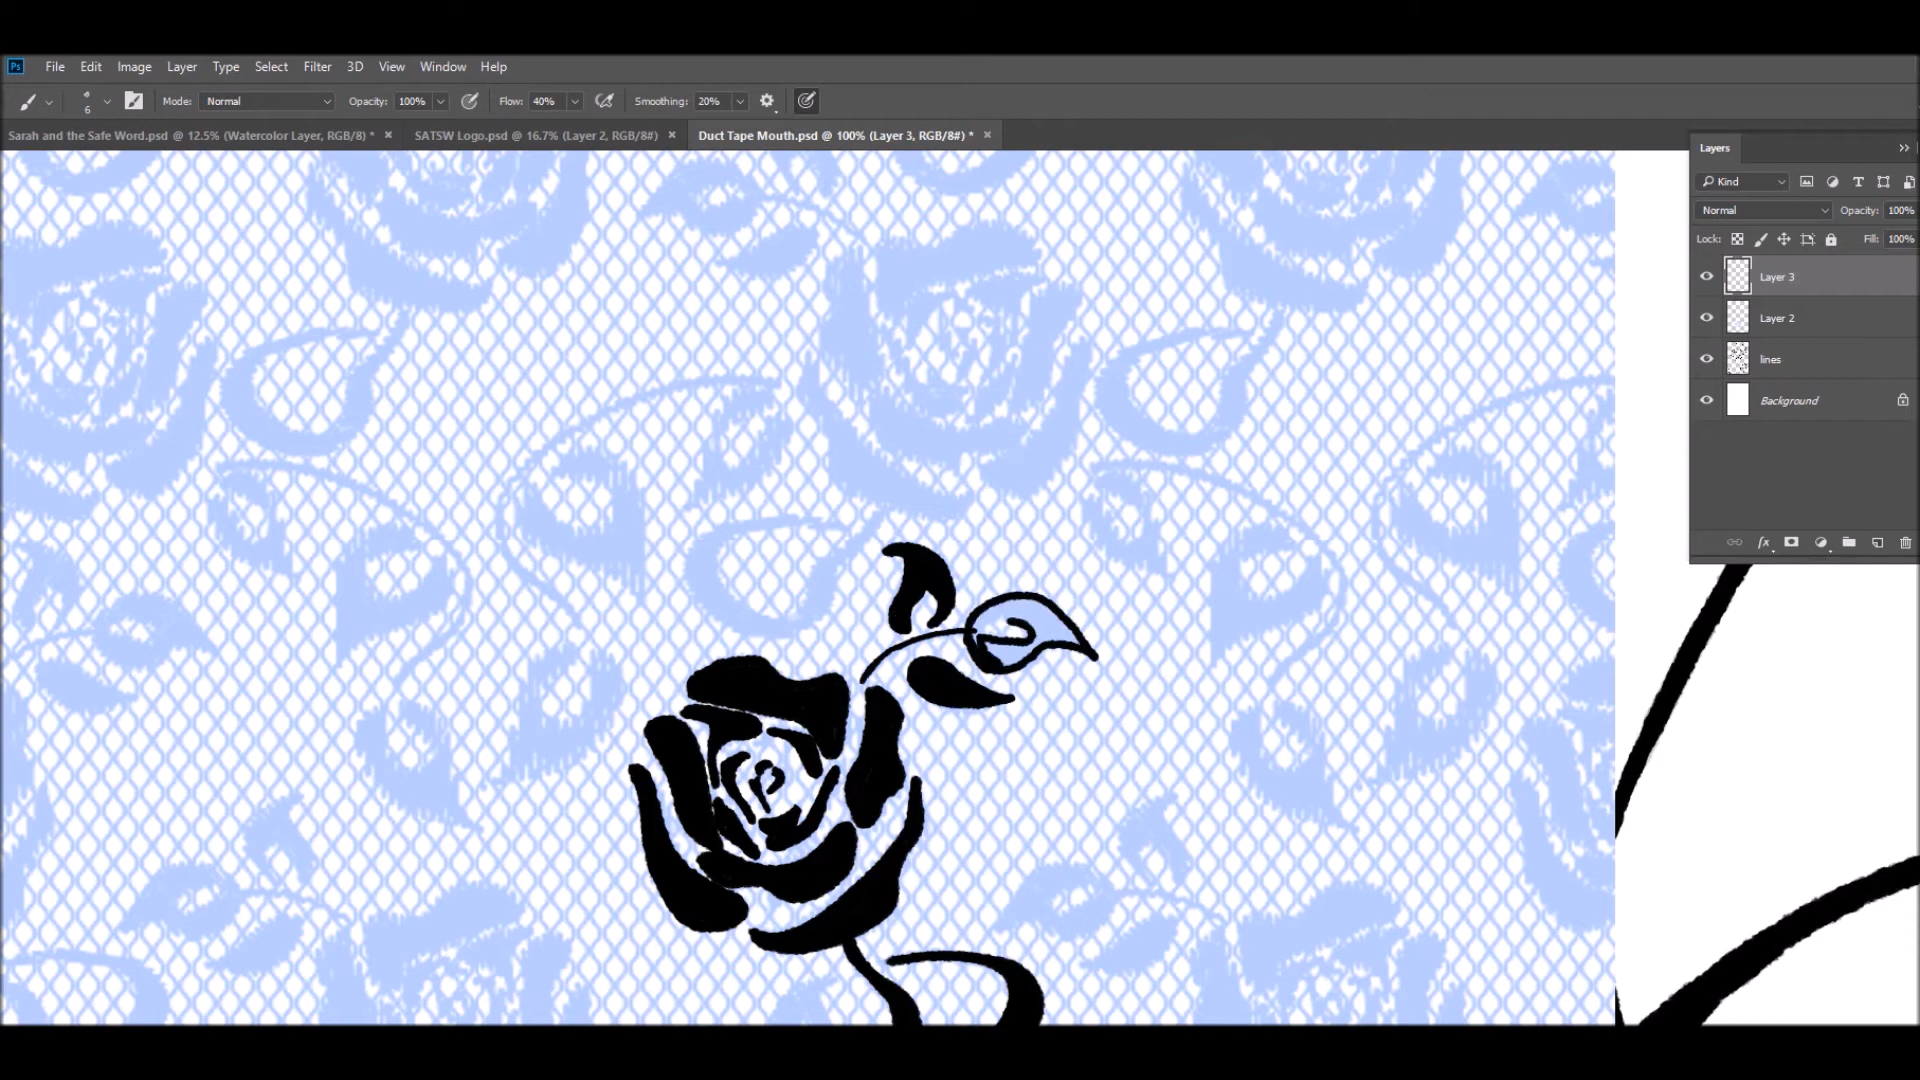 Ps File Edit Image Layer Type Select Filter 3D View Window Help
6 Mode: Normal Opacity: 100% Flow: 40% Smoothing: 20%
Sarah and the Safe Word.psd @ 12.5% (Watercolor Layer, RGB/8) * × SATSW Logo.psd @ 16.7% (Layer 2, RGB/8#) × Duct Tape Mouth.psd @ 100% (Layer 3, RGB/8#) * ×
Layers
Kind
Normal Opacity: 100%
Lock: Fill: 100%
Layer 3
Layer 2
lines
Background
fx